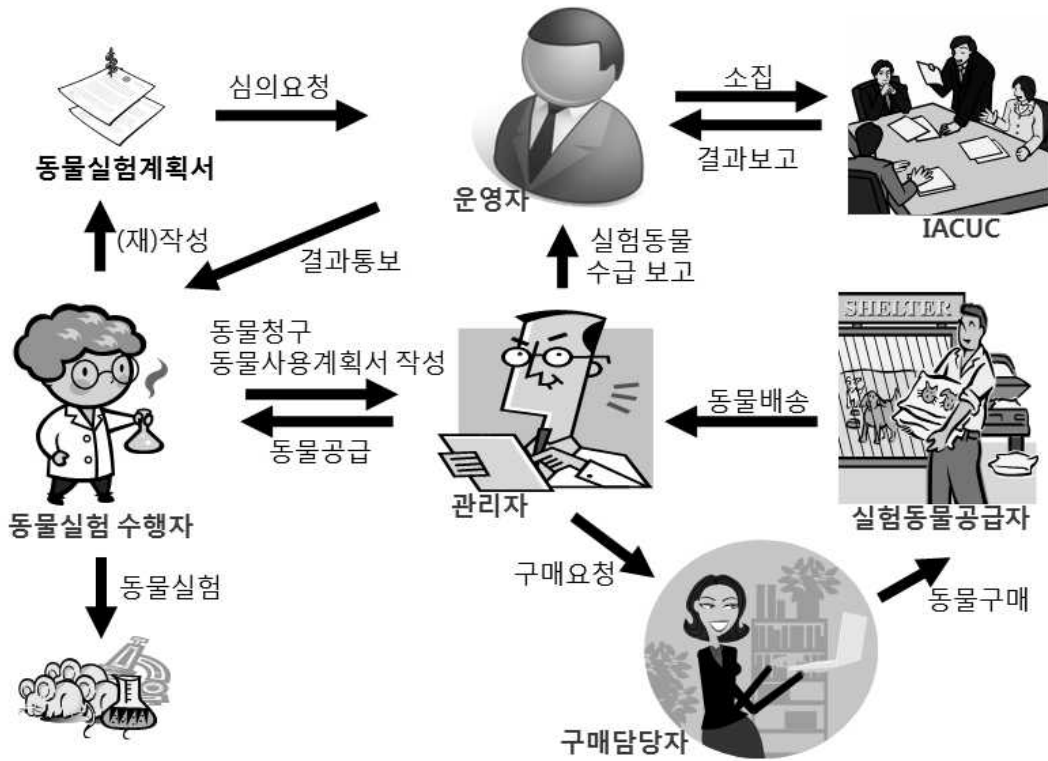 심의요청
소집
결과보고
동물실험계획서
운영자
IACUC
(재)작성
결과통보
실험동물
수급 보고
SHELTER
동물청구
동물사용계획서 작성
동물공급
동물배송
동물실험 수행자
관리자
실험동물공급자
동물실험
구매요청
동물구매
구매담당자